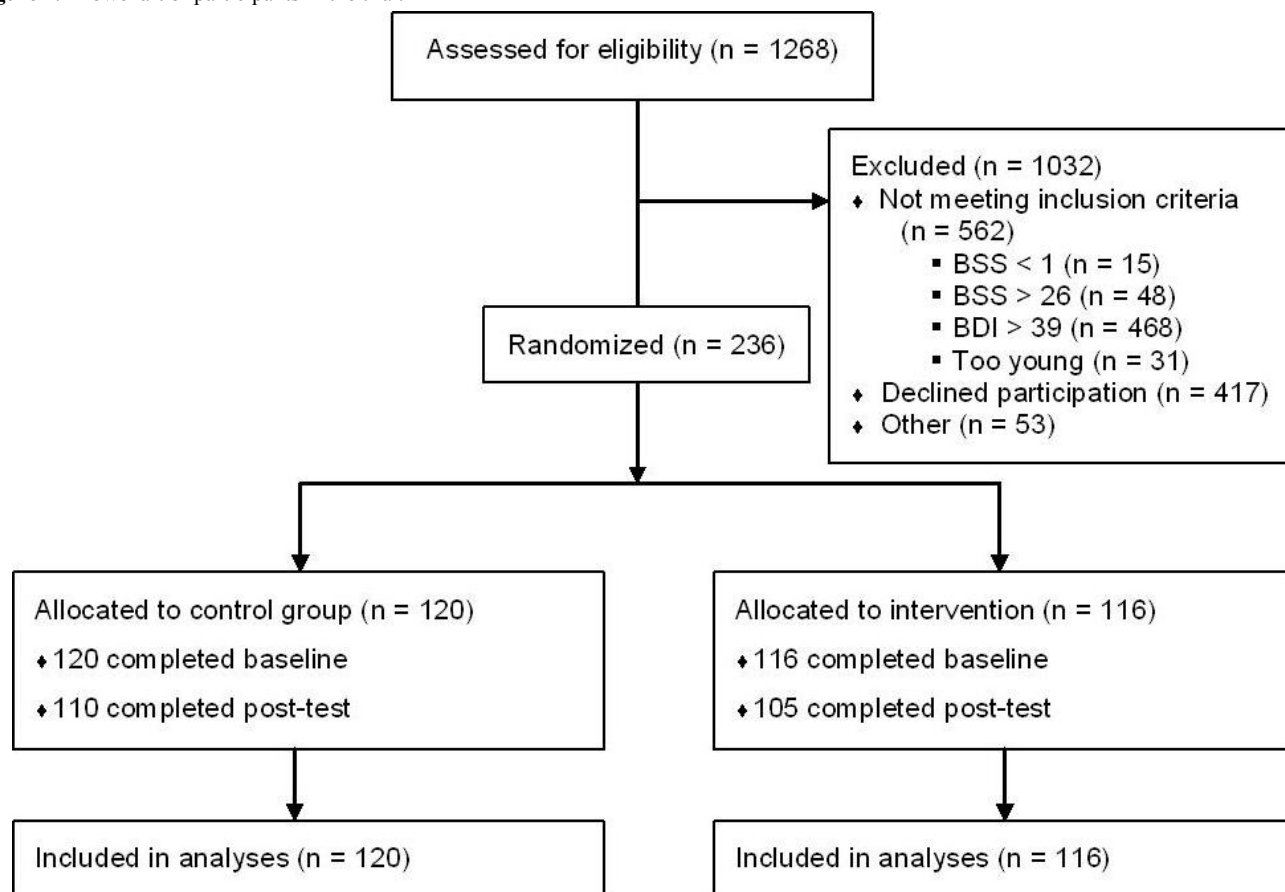 Assessed for eligibility (n = 1268)
Excluded (n = 1032)
♦ Not meeting inclusion criteria
(n = 562)
▪ BSS < 1 (n = 15)
▪ BSS > 26 (n = 48)
▪ BDI > 39 (n = 468)
▪ Too young (n = 31)
♦ Declined participation (n = 417)
♦ Other (n = 53)
Randomized (n = 236)
Allocated to control group (n = 120)
♦ 120 completed baseline
♦ 110 completed post-test
Allocated to intervention (n = 116)
♦ 116 completed baseline
♦ 105 completed post-test
Included in analyses (n = 120)
Included in analyses (n = 116)